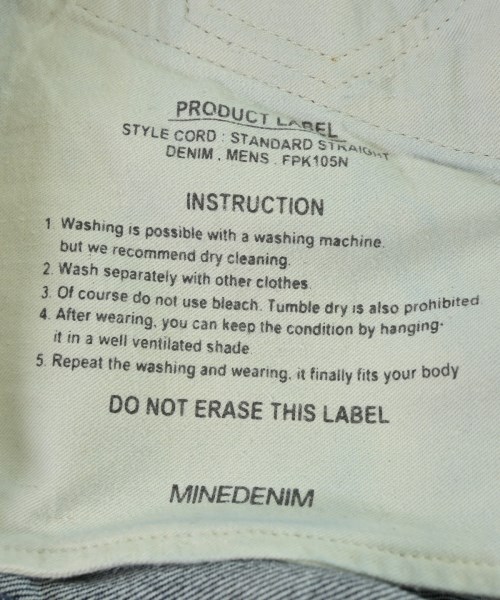 PRODUCT LABEL
STYLE CORD : STANDARD STRAIGHT
DENIM . MENS . FPK105N
INSTRUCTION
1. Washing is possible with a washing machine.
but we recommend dry cleaning.
2. Wash separately with other clothes.
3. Of course do not use bleach. Tumble dry is also prohibited.
4. After wearing, you can keep the condition by hanging-
it in a well ventilated shade
5. Repeat the washing and wearing, it finally fits your body
DO NOT ERASE THIS LABEL
MINEDENIM